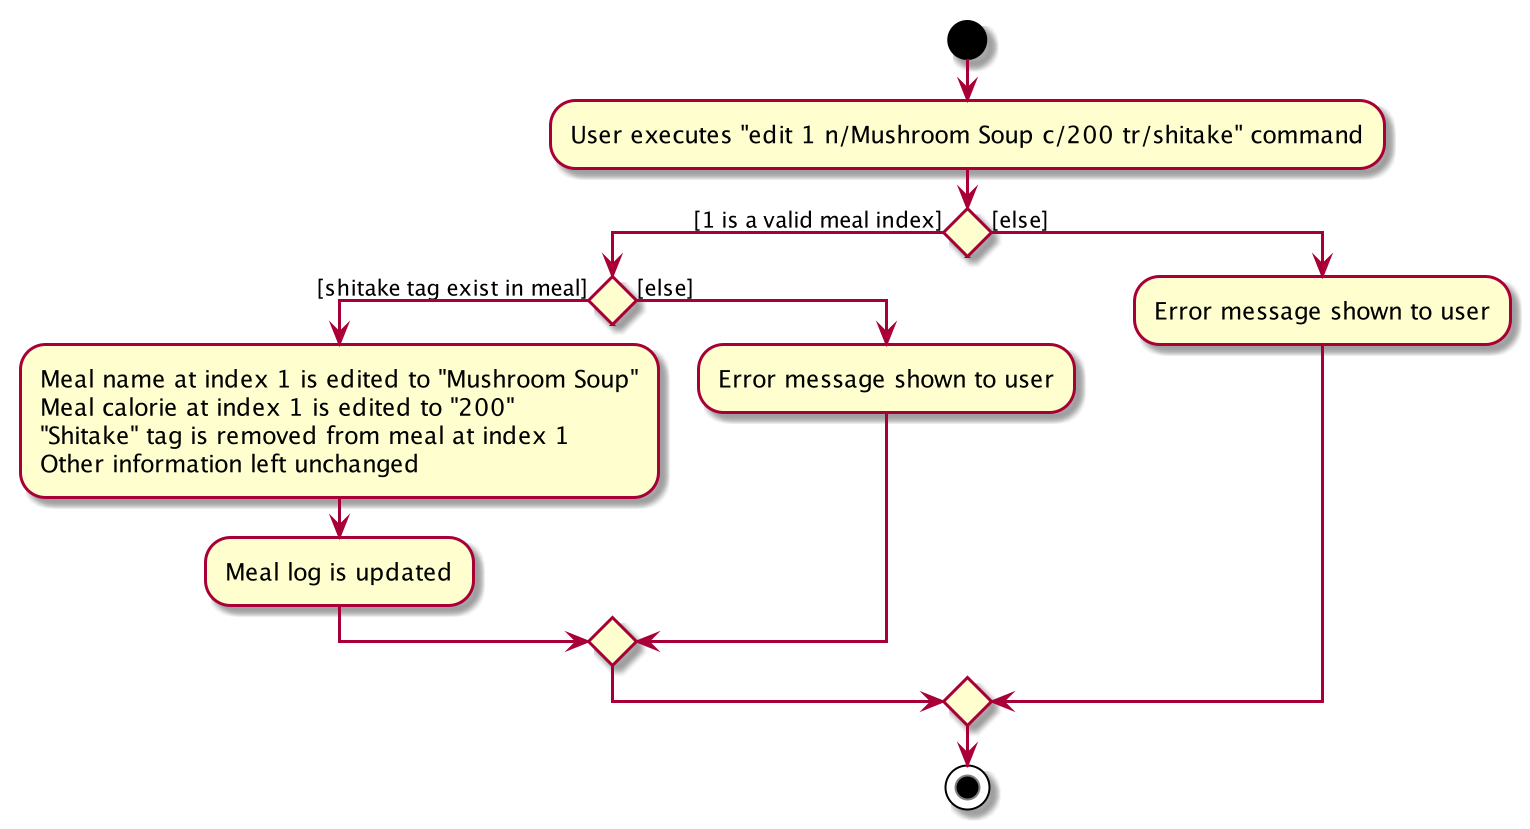 User executes "edit 1 n/Mushroom Soup c/200 tr/shitake" command
[1 is a valid meal index]
[else]
[shitake tag exist in meal]
[else]
Error message shown to user
Meal name at index 1 is edited to "Mushroom Soup"
Meal calorie at index 1 is edited to "200"
"Shitake" tag is removed from meal at index 1
Other information left unchanged
Error message shown to user
Meal log is updated